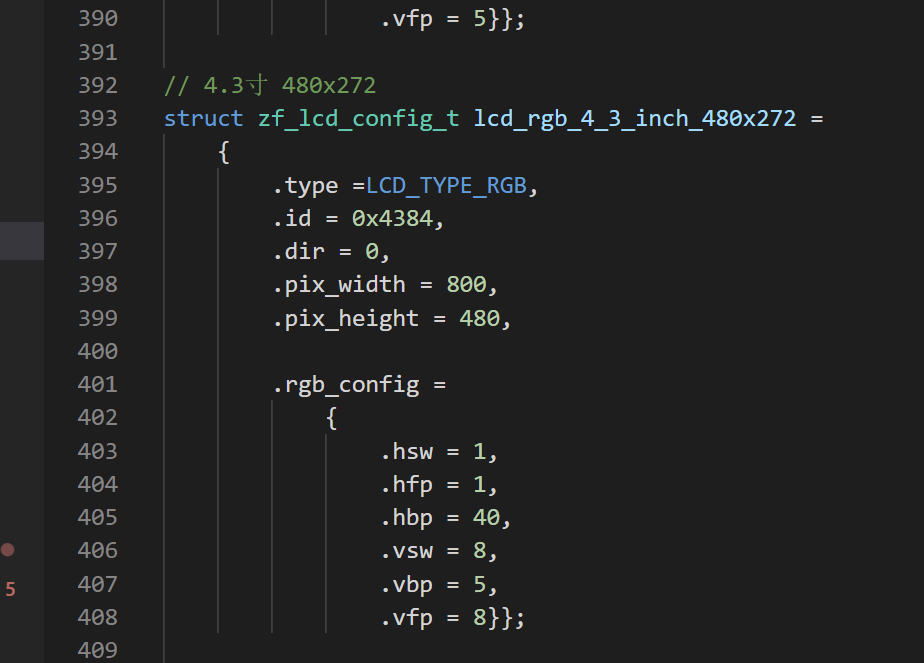 390 .vfp = 5}};
391
392 // 4.3寸 480x272
393 struct zf_lcd_config_t lcd_rgb_4_3_inch_480x272 =
394 {
395 .type =LCD_TYPE_RGB,
396 .id = 0x4384,
397 .dir = 0,
398 .pix_width = 800,
399 .pix_height = 480,
400
401 .rgb_config =
402 {
403 .hsw = 1,
404 .hfp = 1,
405 .hbp = 40,
406 .vsw = 8,
5 407 .vbp = 5,
408 .vfp = 8}};
409